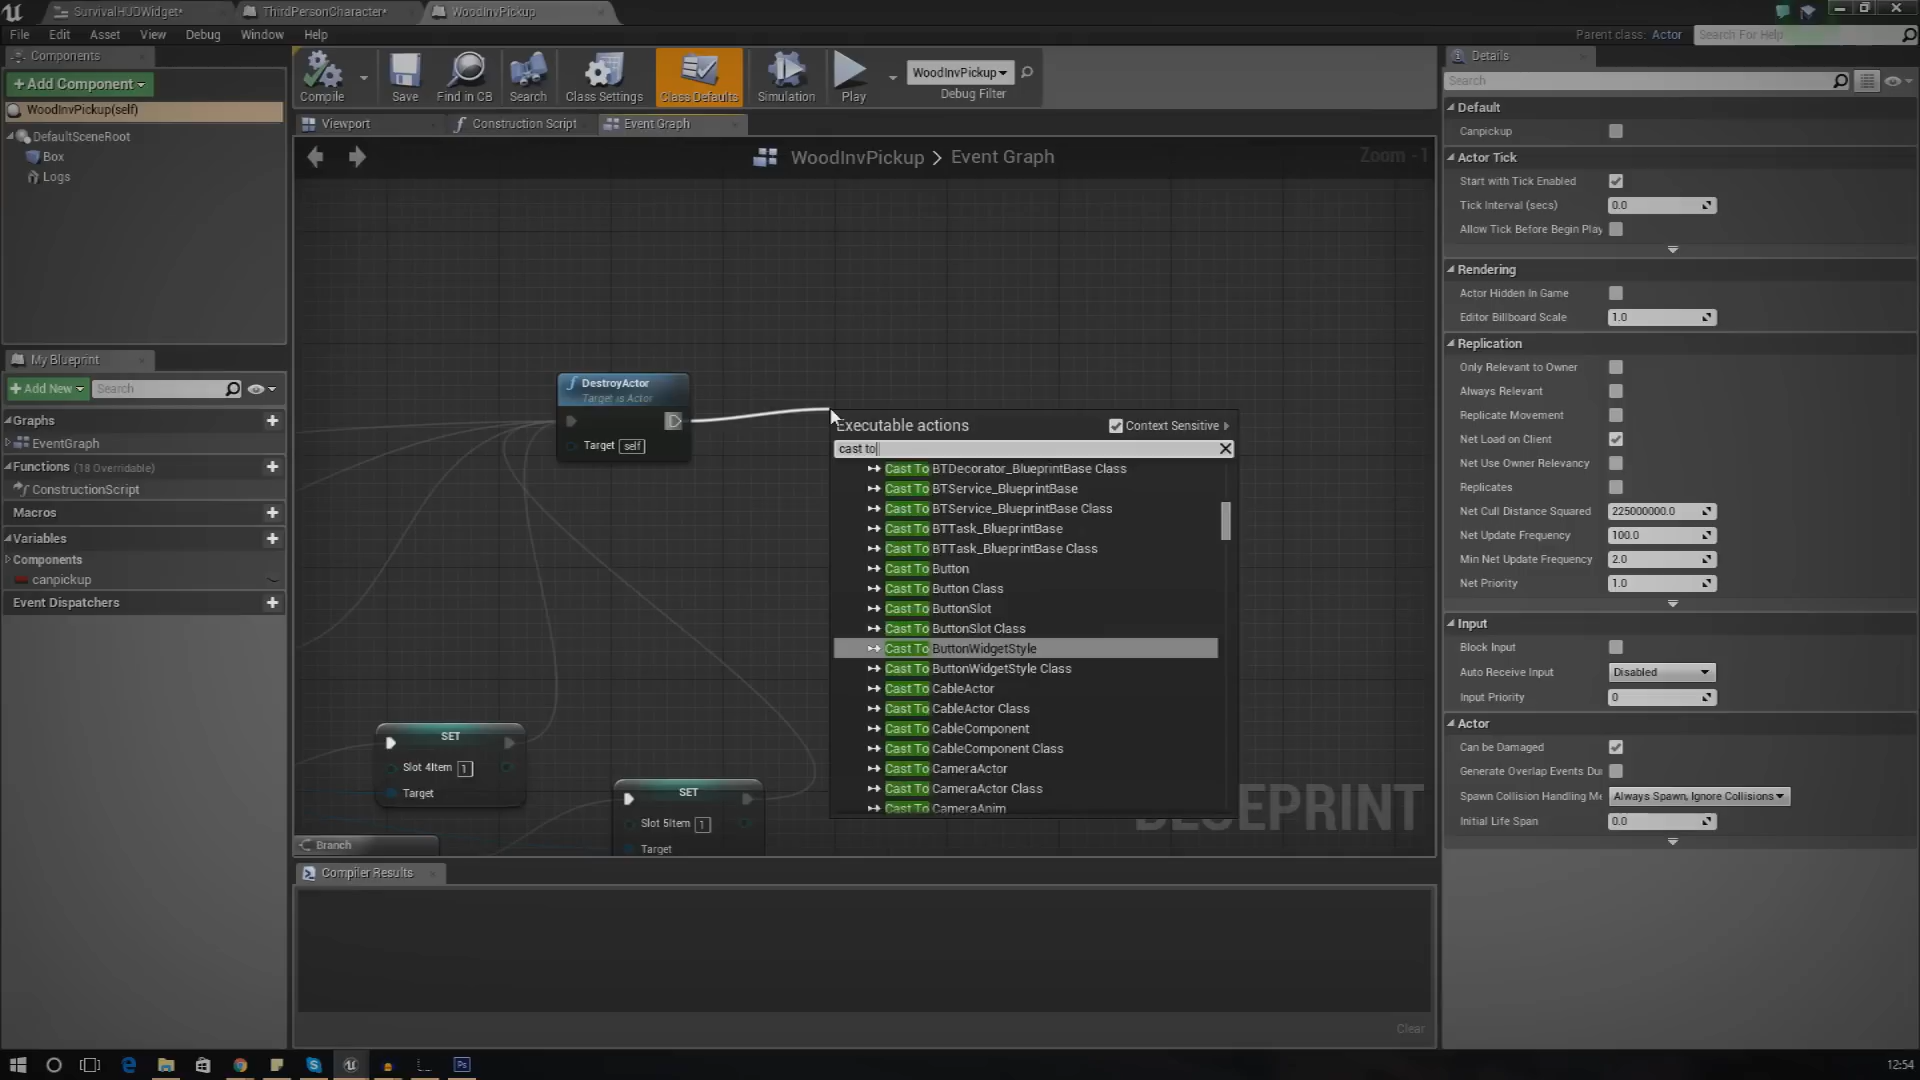 SurvivalHUDWidget*
ThirdPersonCharacter*
WoodInvPickup
File Edit Asset View Debug Window Help
Parent class: Actor
Search For Help
Components
+Add Component
WoodInvPickup(self)
DefaultSceneRoot
Box
Logs
My Blueprint
+Add New
Search
Graphs
EventGraph
Functions (18 Overridable)
ConstructionScript
Macros
Variables
Components
canpickup
Event Dispatchers
Compile
Save
Find in CB
Search
Class Settings
Class Defaults
Simulation
Play
WoodInvPickup
Debug Filter
Viewport
Construction Script
Event Graph
WoodInvPickup > Event Graph
Zoom -1
DestroyActor
Target is Actor
Target self
Executable actions
Context Sensitive
cast to
Cast To BTDecorator_BlueprintBase Class
Cast To BTService_BlueprintBase
Cast To BTService_BlueprintBase Class
Cast To BTTask_BlueprintBase
Cast To BTTask_BlueprintBase Class
Cast To Button
Cast To Button Class
Cast To ButtonSlot
Cast To ButtonSlot Class
Cast To ButtonWidgetStyle
Cast To ButtonWidgetStyle Class
Cast To CableActor
Cast To CableActor Class
Cast To CableComponent
Cast To CableComponent Class
Cast To CameraActor
Cast To CameraActor Class
Cast To CameraAnim
SET
Slot 4Item 1
Target
SET
Slot 5Item 1
Target
Branch
BLUEPRINT
Compiler Results
Clear
Details
Search
Default
Canpickup
Actor Tick
Start with Tick Enabled
Tick Interval (secs) 0.0
Allow Tick Before Begin Play
Rendering
Actor Hidden In Game
Editor Billboard Scale 1.0
Replication
Only Relevant to Owner
Always Relevant
Replicate Movement
Net Load on Client
Net Use Owner Relevancy
Replicates
Net Cull Distance Squared 225000000.0
Net Update Frequency 100.0
Min Net Update Frequency 2.0
Net Priority 1.0
Input
Block Input
Auto Receive Input Disabled
Input Priority 0
Actor
Can be Damaged
Generate Overlap Events Du
Spawn Collision Handling Me Always Spawn, Ignore Collisions
Initial Life Span 0.0
12:54